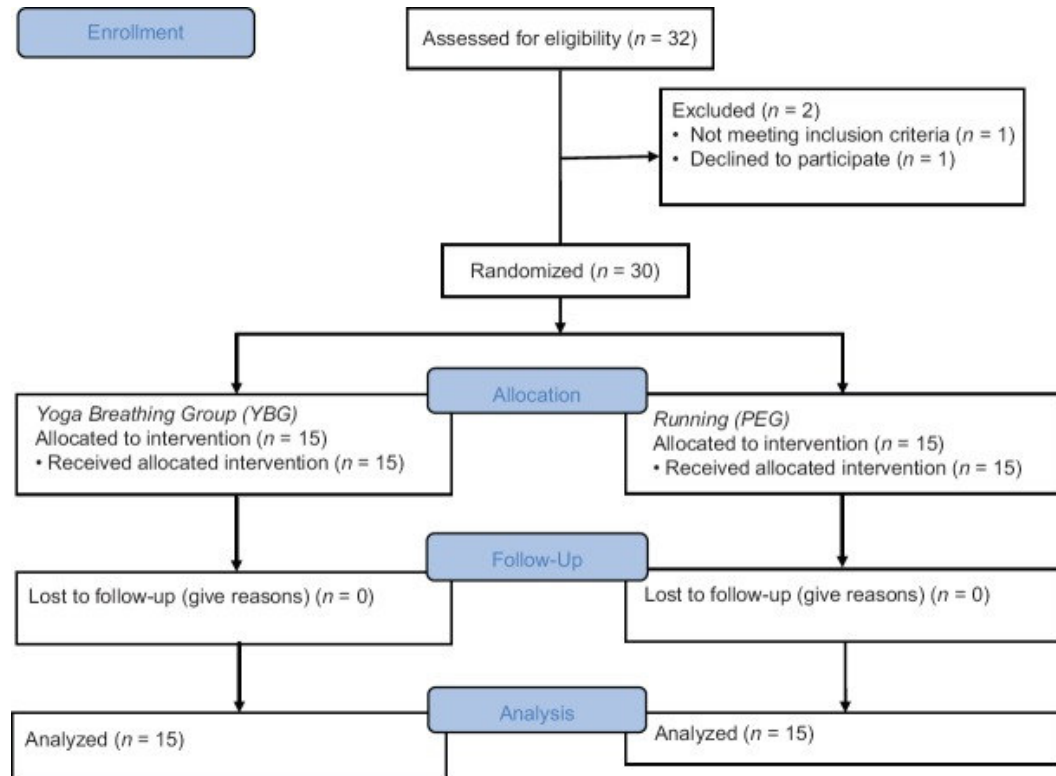 Enrollment
Assessed for eligibility (n = 32)
Excluded (n = 2)
• Not meeting inclusion criteria (n = 1)
• Declined to participate (n = 1)
Randomized (n = 30)
Allocation
Yoga Breathing Group (YBG)
Allocated to intervention (n = 15)
• Received allocated intervention (n = 15)
Running (PEG)
Allocated to intervention (n = 15)
• Received allocated intervention (n = 15)
Follow-Up
Lost to follow-up (give reasons) (n = 0)
Lost to follow-up (give reasons) (n = 0)
Analysis
Analyzed (n = 15)
Analyzed (n = 15)